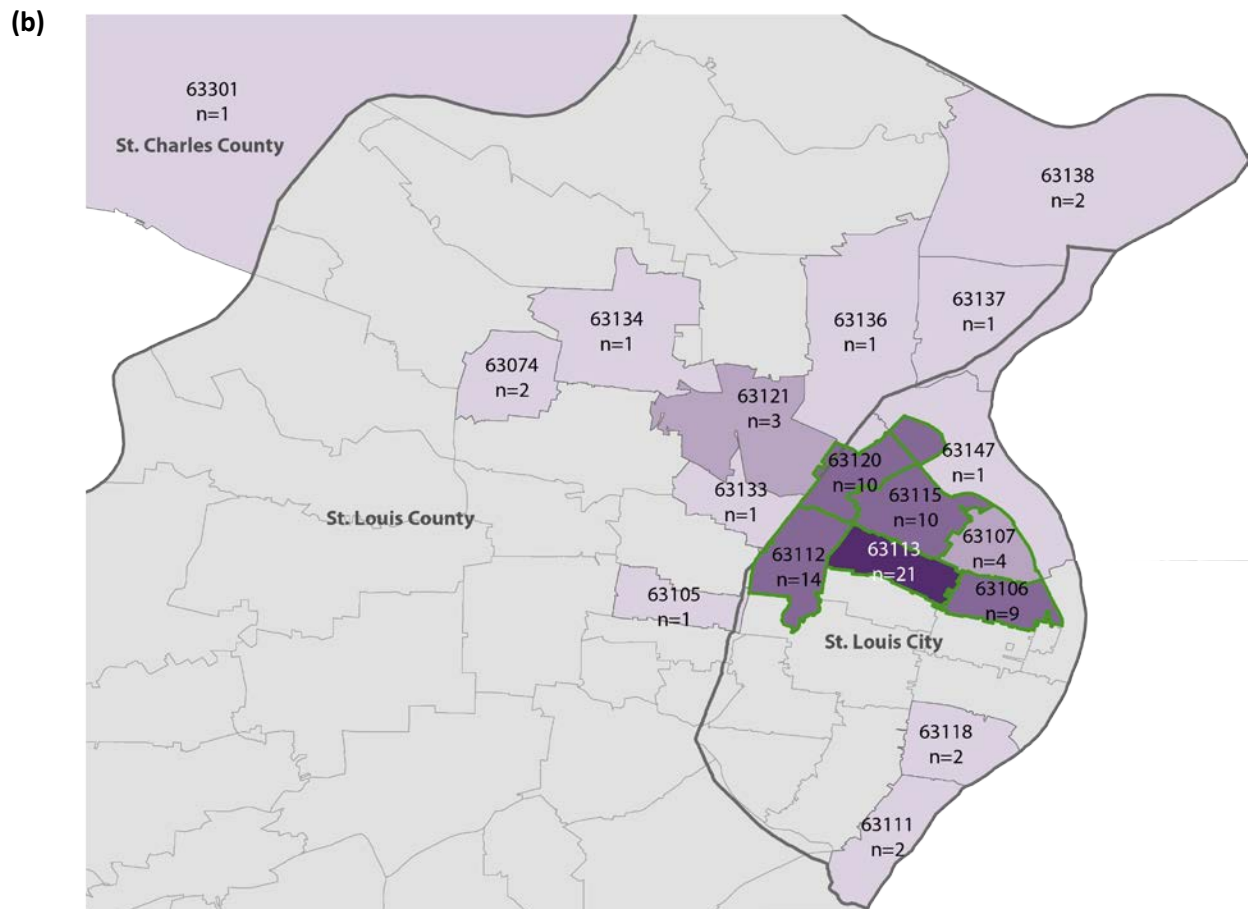 (b)
63301
n=1
St. Charles County
63138
n=2
63137
n=1
63134
n=1
63136
n=1
63074
n=2
63121
n=3
63147
n=1
63120
n=10
63115
n=10
63133
n=1
St. Louis County
63107
n=4
63113
n=21
63112
n=14
63106
n=9
63105
n=1
St. Louis City
63118
n=2
63111
n=2